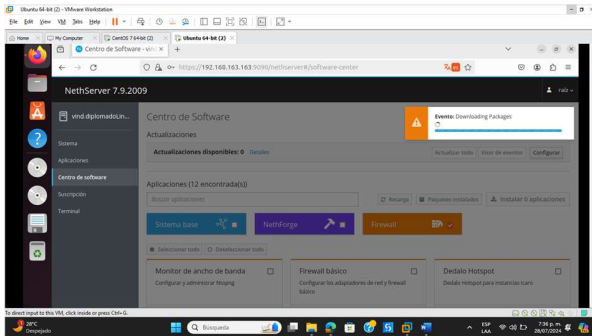 Ubuntu 64-bit (2) - VMware Workstation
File Edit View VM Tabs Help
Home
My Computer
CentOS 7 64-bit (2)
Ubuntu 64-bit (2)
Centro de Software - vin
https://192.160.163.163:9090/nethserver#/software-center
NethServer 7.9.2009
raiz
vind.diplomadoLin...
Sistema
Aplicaciones
Centro de software
Suscripción
Terminal
Centro de Software
Actualizaciones
Evento: Downloading Packages
Actualizaciones disponibles: 0 Detalles
Actualizar todo
Visor de eventos
Configurar
Aplicaciones (12 encontrada(s))
Buscar aplicaciones
Recarga
Paquetes instalados
Instalar 0 aplicaciones
Sistema base
NethForge
Firewall
Seleccionar todo
Deseleccionar todo
Monitor de ancho de banda
Configurar y administrar Ntopng
Firewall básico
Configurar los adaptadores de red y firewall básico
Dedalo Hotspot
Dedalo Hotspot para instancias Icaro
To direct input to this VM, click inside or press Ctrl+G.
28°C
Despejado
Búsqueda
ESP
LAA
7:36 p. m.
28/07/2024